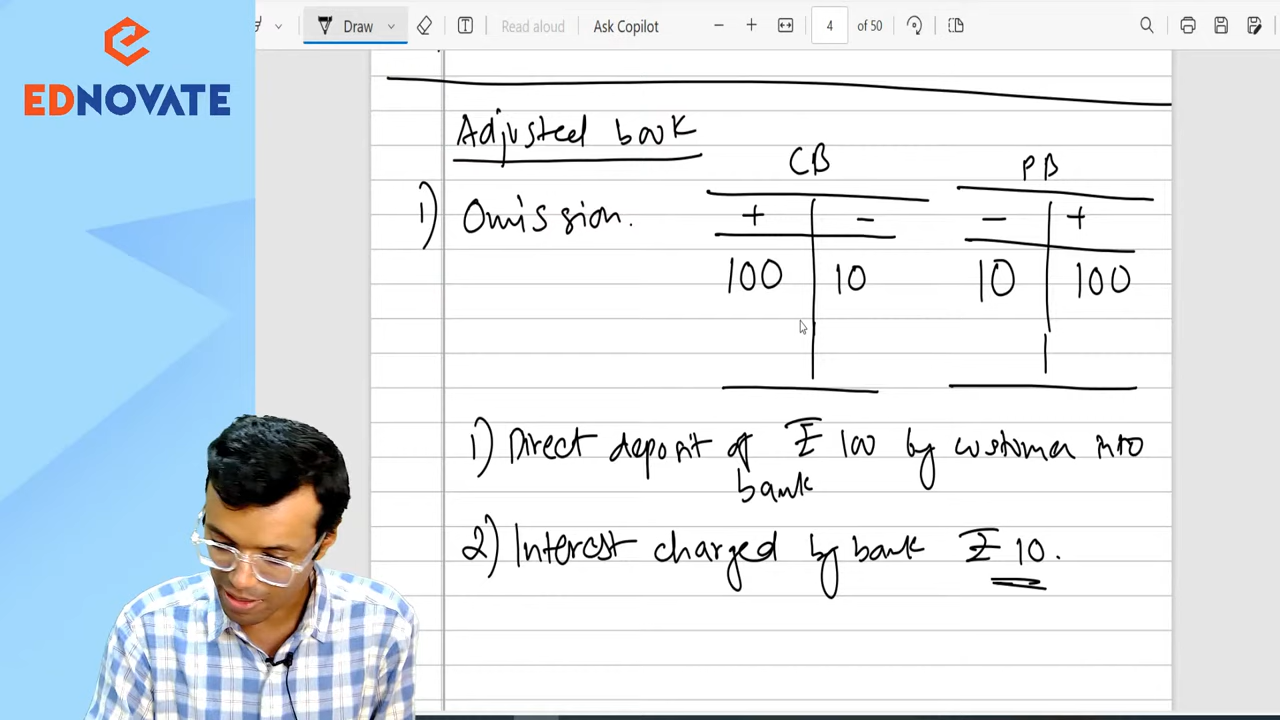 EDNOVATE
Draw
Read aloud
Ask Copilot
4 of 50
Adjusted book
CB PB
1) Omission. + - - +
100 10 10 100
1) Direct deposit of ₹ 100 by customer into
bank
2) Interest charged by bank ₹ 10.